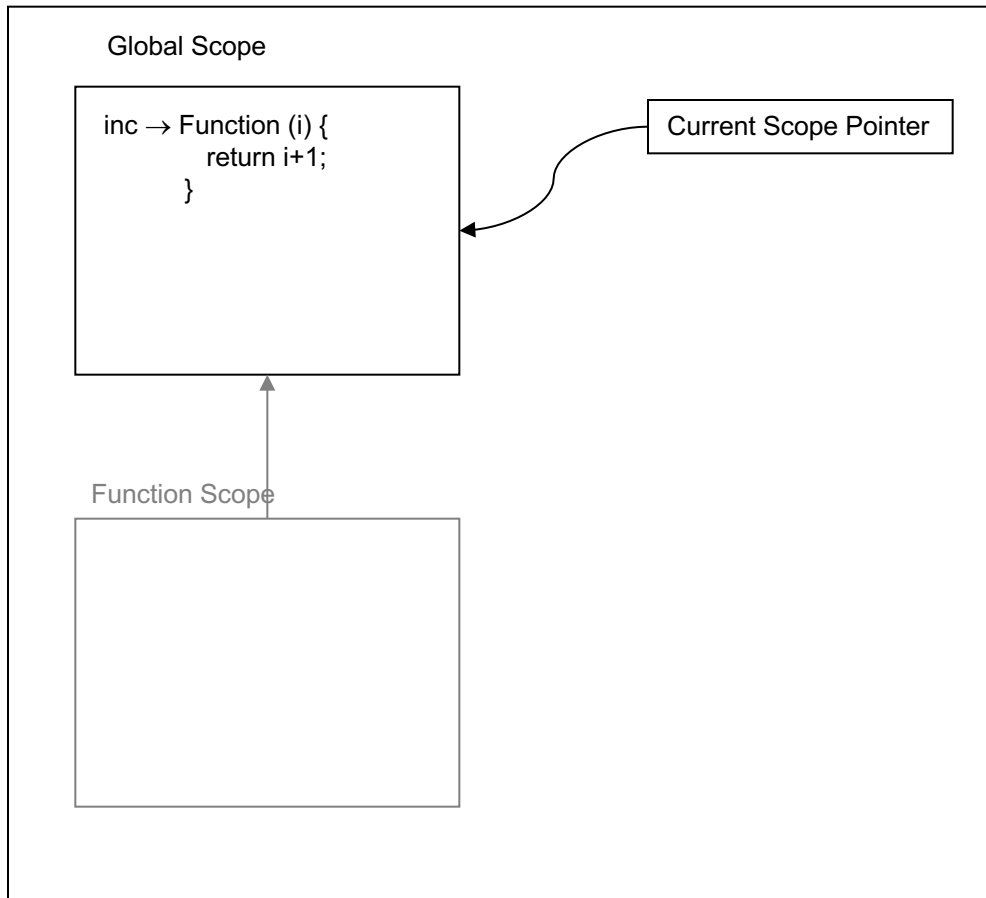 Global Scope
inc → Function (i) {
return i+1;
}
Current Scope Pointer
Function Scope